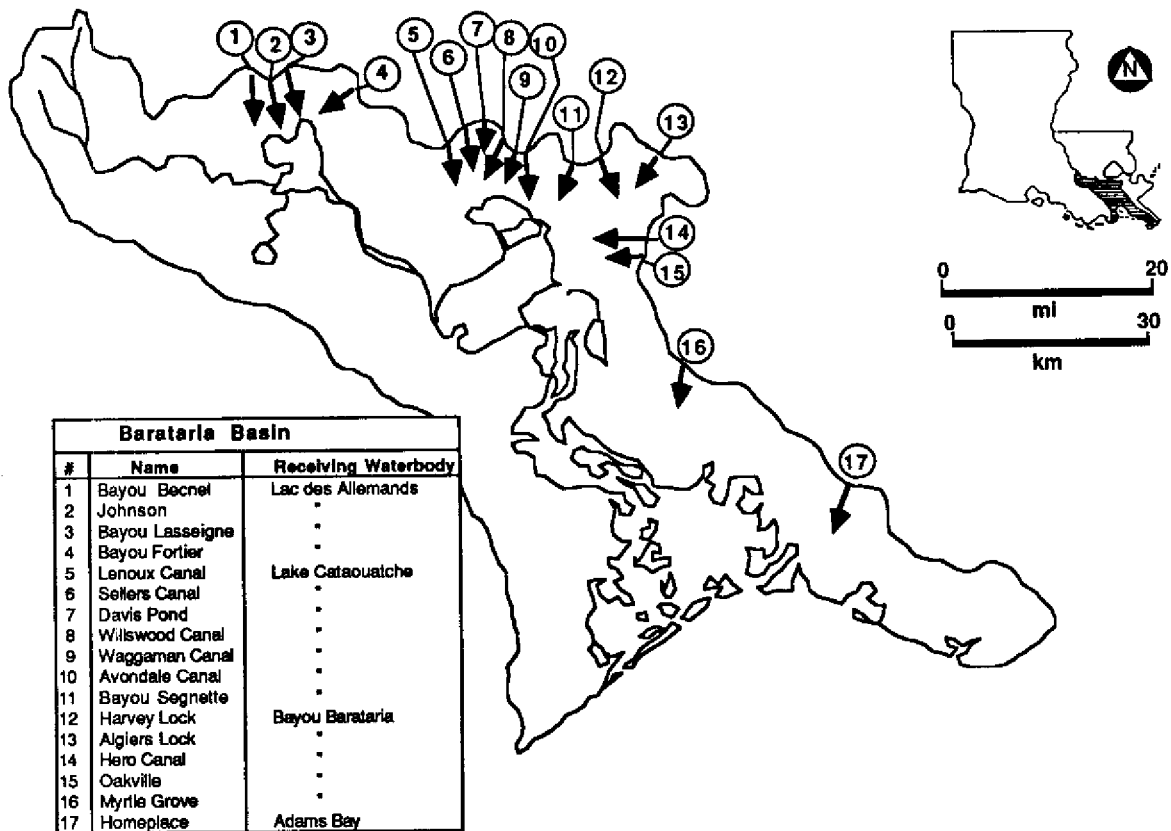 1 2 3 4 5 6 7 8 9 10 11 12 13
N
14
15
16
17
0 20
mi
0 30
km
Barataria Basin
# Name Receiving Waterbody
1 Bayou Becnel Lac des Allemands
2 Johnson "
3 Bayou Lasseigne "
4 Bayou Fortier "
5 Lenoux Canal Lake Cataouatche
6 Sellers Canal "
7 Davis Pond "
8 Willswood Canal "
9 Waggaman Canal "
10 Avondale Canal "
11 Bayou Segnette "
12 Harvey Lock Bayou Barataria
13 Algiers Lock "
14 Hero Canal "
15 Oakville "
16 Myrtle Grove "
17 Homeplace Adams Bay